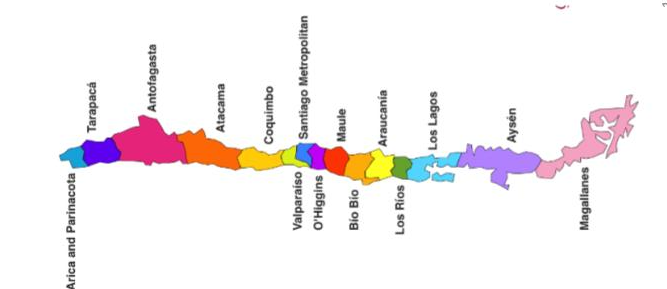 Arica and Parinacota
Tarapacá
Antofagasta
Atacama
Coquimbo
Valparaíso
Santiago Metropolitan
O'Higgins
Maule
Bío Bío
Araucania
Los Ríos
Los Lagos
Aysén
Magallanes